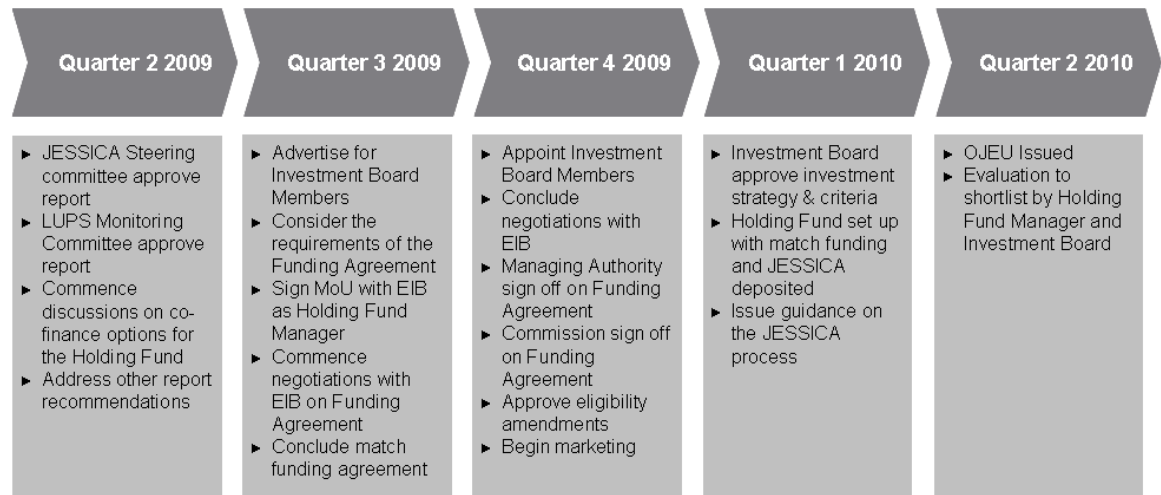 Quarter 2 2009
Quarter 3 2009
Quarter 4 2009
Quarter 1 2010
Quarter 2 2010
► JESSICA Steering
committee approve
report
► LUPS Monitoring
Committee approve
report
► Commence
discussions on co-
finance options for
the Holding Fund
► Address other report
recommendations
► Advertise for
Investment Board
Members
► Consider the
requirements of the
Funding Agreement
► Sign MoU with EIB
as Holding Fund
Manager
► Commence
negotiations with
EIB on Funding
Agreement
► Conclude match
funding agreement
► Appoint Investment
Board Members
► Conclude
negotiations with
EIB
► Managing Authority
sign off on Funding
Agreement
► Commission sign off
on Funding
Agreement
► Approve eligibility
amendments
► Begin marketing
► Investment Board
approve investment
strategy & criteria
► Holding Fund set up
with match funding
and JESSICA
deposited
► Issue guidance on
the JESSICA
process
► OJEU Issued
► Evaluation to
shortlist by Holding
Fund Manager and
Investment Board